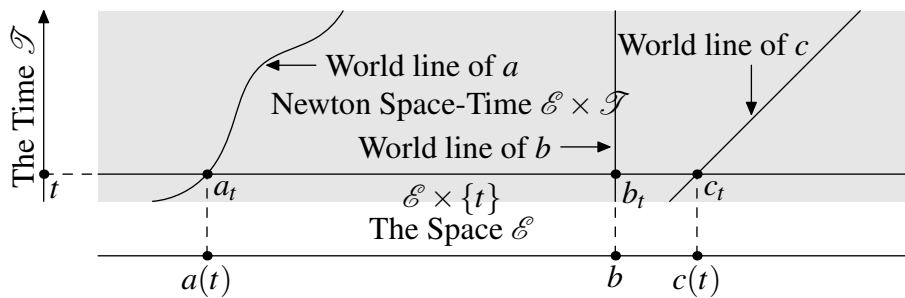 The Time 𝒯
World line of c
World line of a
Newton Space-Time ℰ × 𝒯
World line of b
t
a_t
b_t
c_t
ℰ × {t}
The Space ℰ
a(t)
b
c(t)